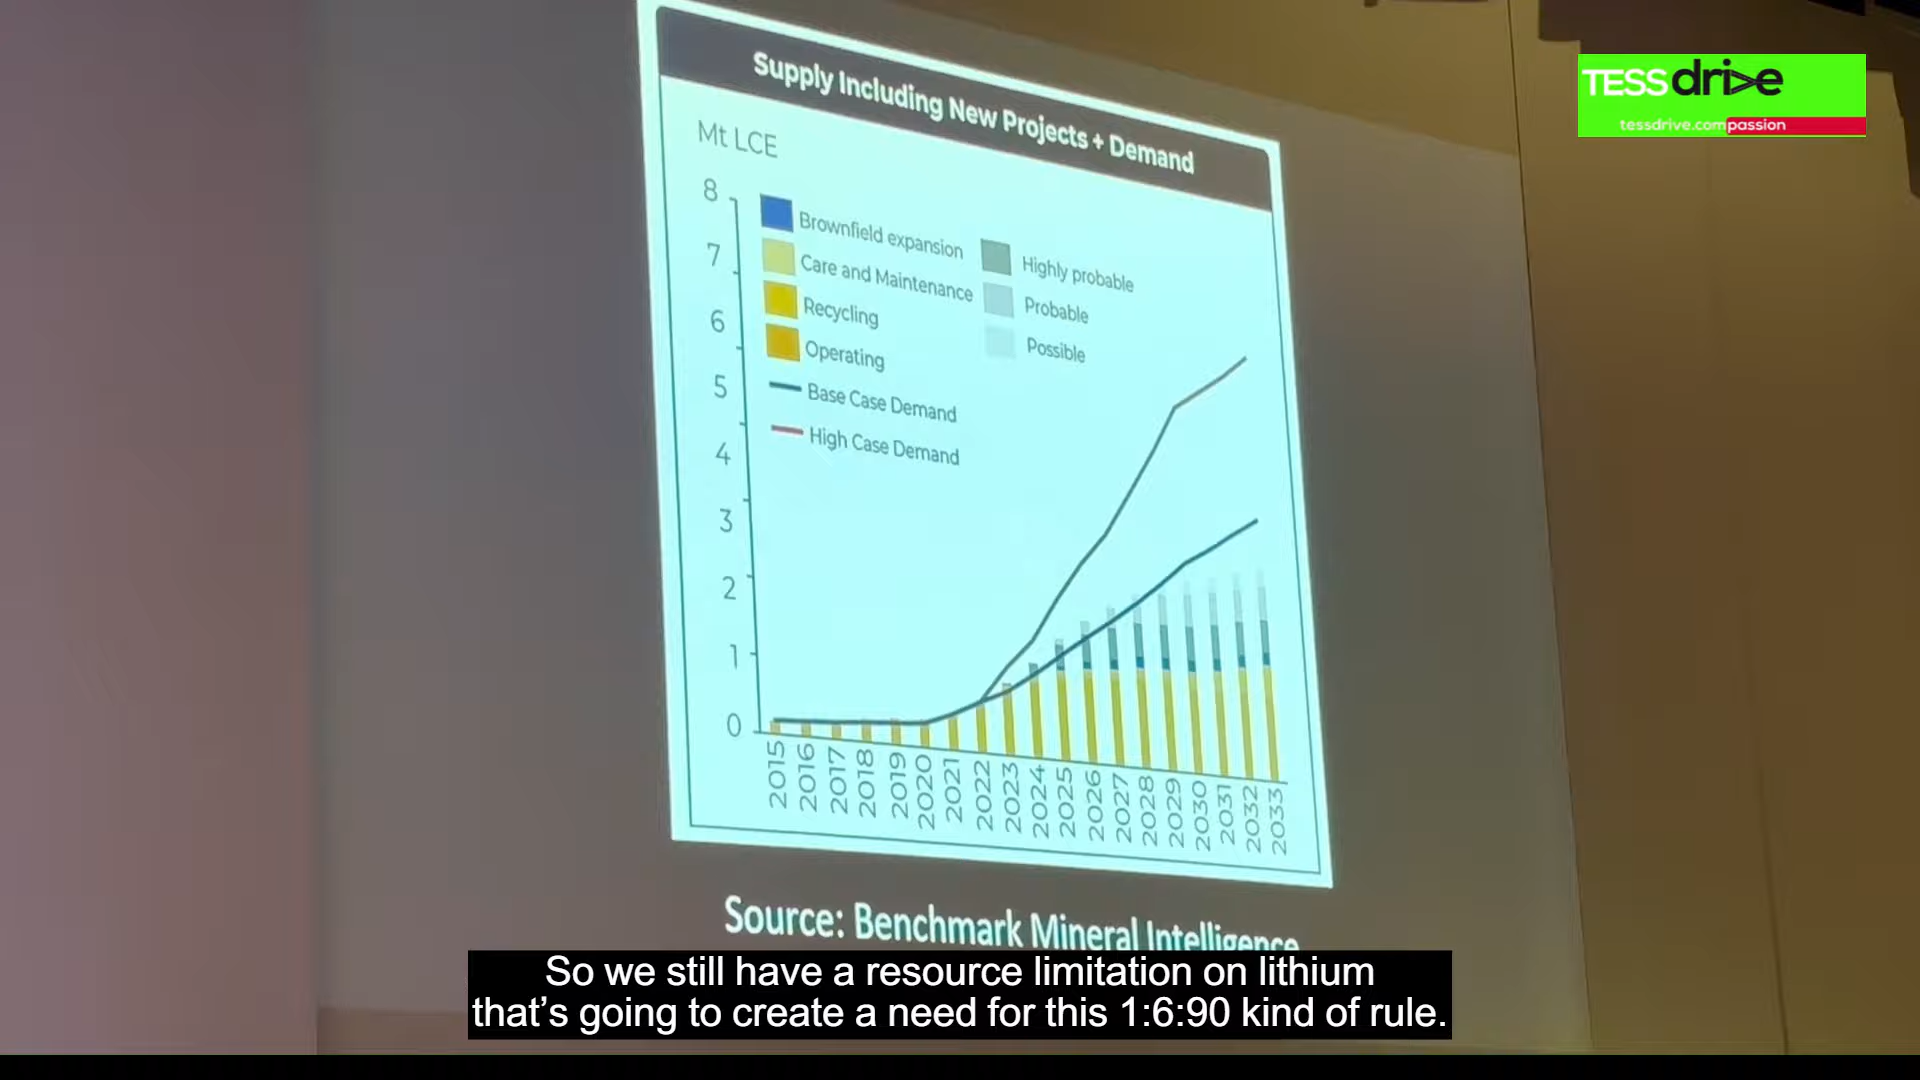 TESSdrive
tessdrive.compassion
Supply Including New Projects + Demand
Mt LCE
8
7
6
5
4
3
2
1
0
Brownfield expansion
Care and Maintenance
Recycling
Operating
Base Case Demand
High Case Demand
Highly probable
Probable
Possible
2015 2016 2017 2018 2019 2020 2021 2022 2023 2024 2025 2026 2027 2028 2029 2030 2031 2032 2033
Source: Benchmark Mineral Intelligence
So we still have a resource limitation on lithium
that’s going to create a need for this 1:6:90 kind of rule.